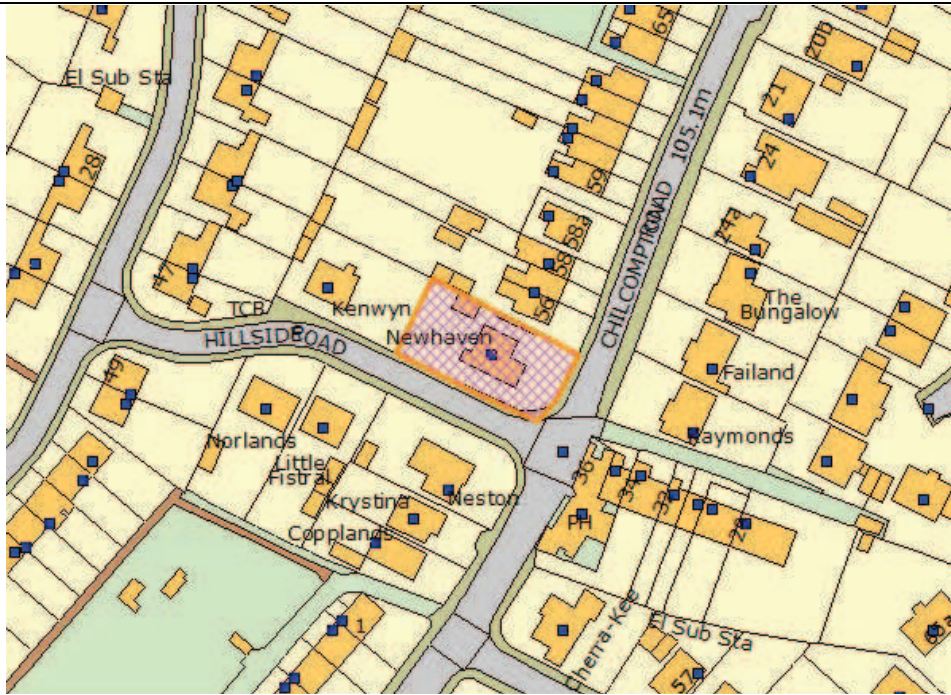 65
20b
El Sub Sta
21
105.1m
28
24
59
24a
58a
58
47
The
Bungalow
TCB
Kenwyn
56
CHILCOMPTON ROAD
Newhaven
HILLSIDE ROAD
Failand
49
Norlands
Raymonds
Little
Fistral
36
34
Krystina
Neston
32
PH
28
Copplands
1
Cherra-Kee
El Sub Sta
57